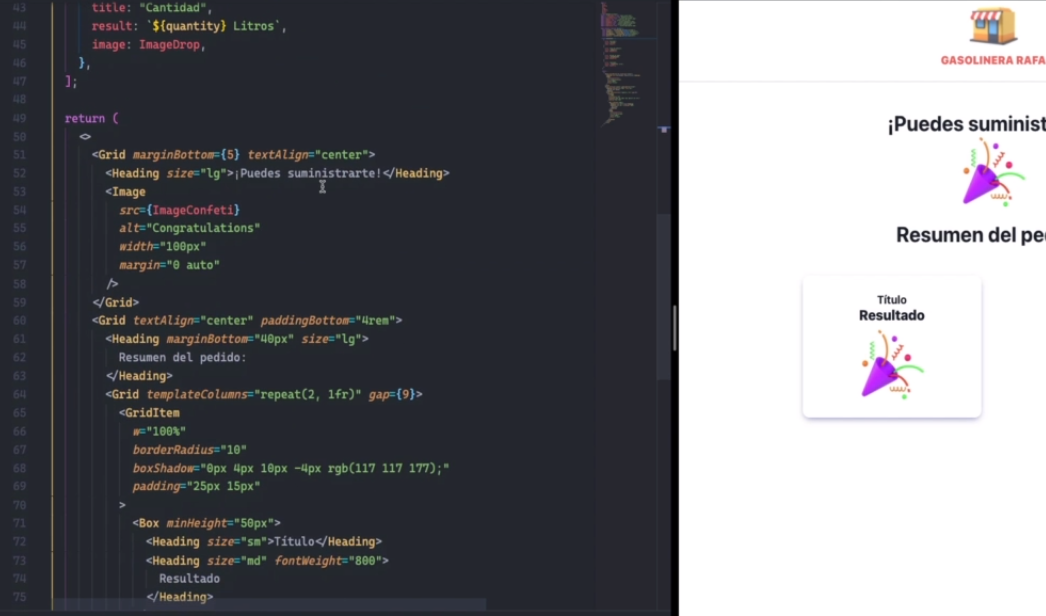 43 title: "Cantidad",
44 result: `${quantity} Litros`,
45 image: ImageDrop,
46 },
47 ];
48
49 return (
50 <>
51 <Grid marginBottom={5} textAlign="center">
52 <Heading size="lg">¡Puedes suministrarte!</Heading>
53 <Image
54 src={ImageConfeti}
55 alt="Congratulations"
56 width="100px"
57 margin="0 auto"
58 />
59 </Grid>
60 <Grid textAlign="center" paddingBottom="4rem">
61 <Heading marginBottom="40px" size="lg">
62 Resumen del pedido:
63 </Heading>
64 <Grid templateColumns="repeat(2, 1fr)" gap={9}>
65 <GridItem
66 w="100%"
67 borderRadius="10"
68 boxShadow="0px 4px 10px -4px rgb(117 117 177);"
69 padding="25px 15px"
70 >
71 <Box minHeight="50px">
72 <Heading size="sm">Título</Heading>
73 <Heading size="md" fontWeight="800">
74 Resultado
75 </Heading>
GASOLINERA RAFA
¡Puedes suminist
Resumen del pe
Título
Resultado